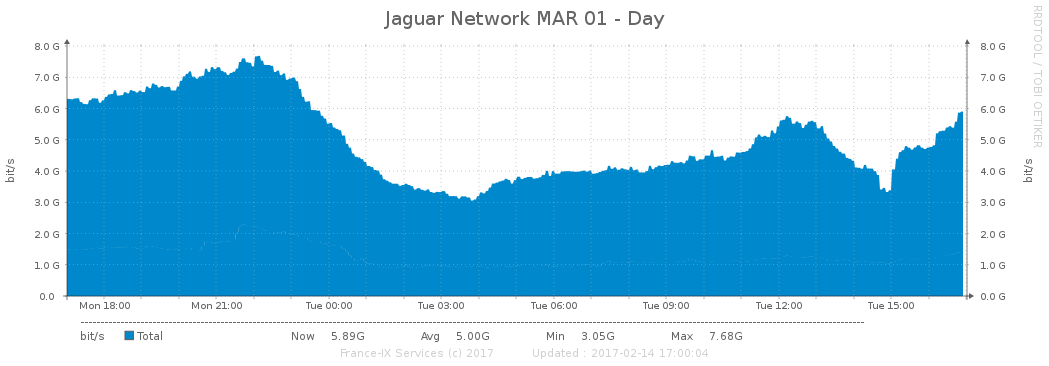 Jaguar Network MAR 01 - Day
RRDTOOL / TOBI OETIKER
bit/s
8.0 G 8.0 G
7.0 G 7.0 G
6.0 G 6.0 G
5.0 G 5.0 G
4.0 G 4.0 G
3.0 G 3.0 G
2.0 G 2.0 G
1.0 G 1.0 G
0.0 0.0 G
bit/s
Mon 18:00 Mon 21:00 Tue 00:00 Tue 03:00 Tue 06:00 Tue 09:00 Tue 12:00 Tue 15:00
bit/s Total Now 5.89G Avg 5.00G Min 3.05G Max 7.68G
France-IX Services (c) 2017 Updated : 2017-02-14 17:00:04